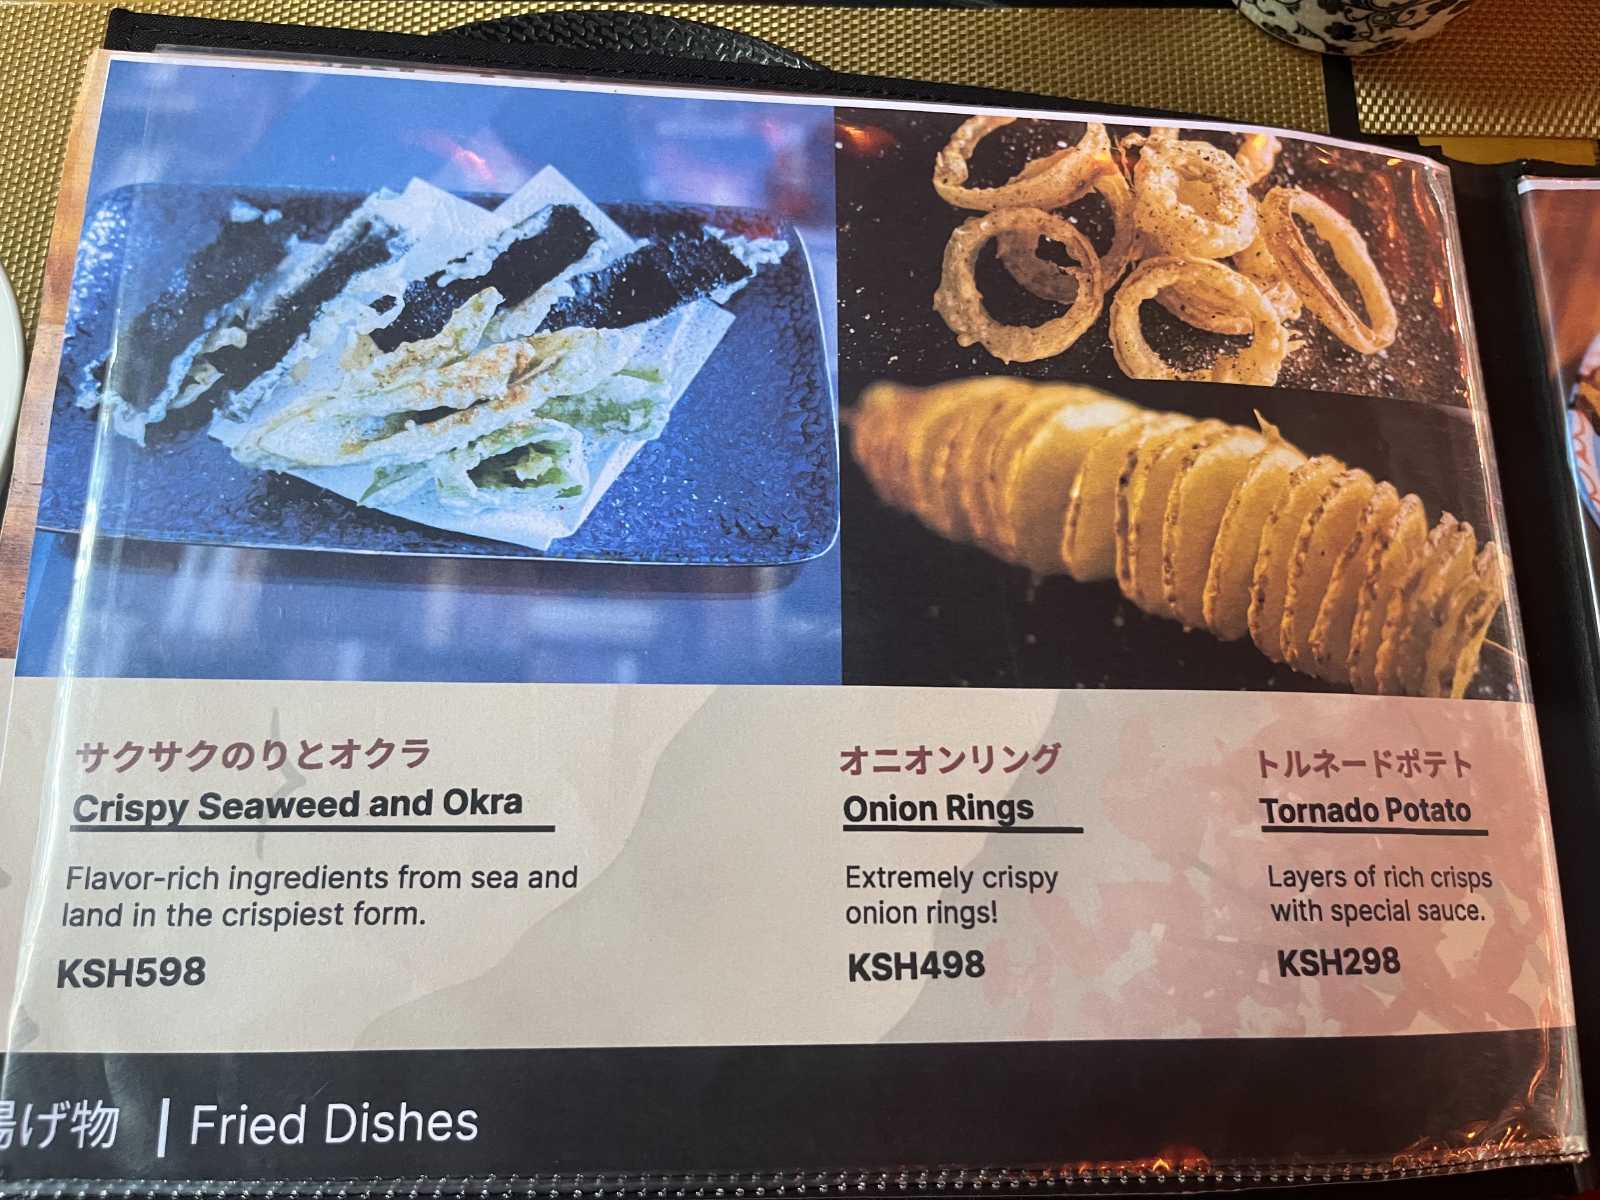 サクサクのりとオクラ
Crispy Seaweed and Okra
Flavor-rich ingredients from sea and
land in the crispiest form.
KSH598
オニオンリング
Onion Rings
Extremely crispy
onion rings!
KSH498
トルネードポテト
Tornado Potato
Layers of rich crisps
with special sauce.
KSH298
揚げ物 | Fried Dishes